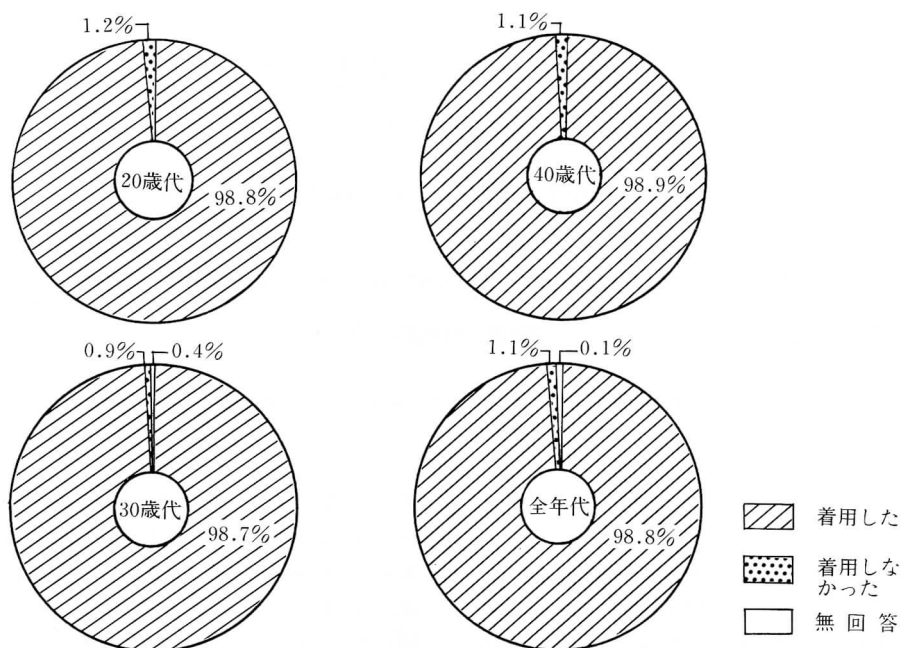 1.2%
20歳代
98.8%
1.1%
40歳代
98.9%
0.9%
0.4%
30歳代
98.7%
1.1%
0.1%
全年代
98.8%
着用した
着用しな
かった
無回答